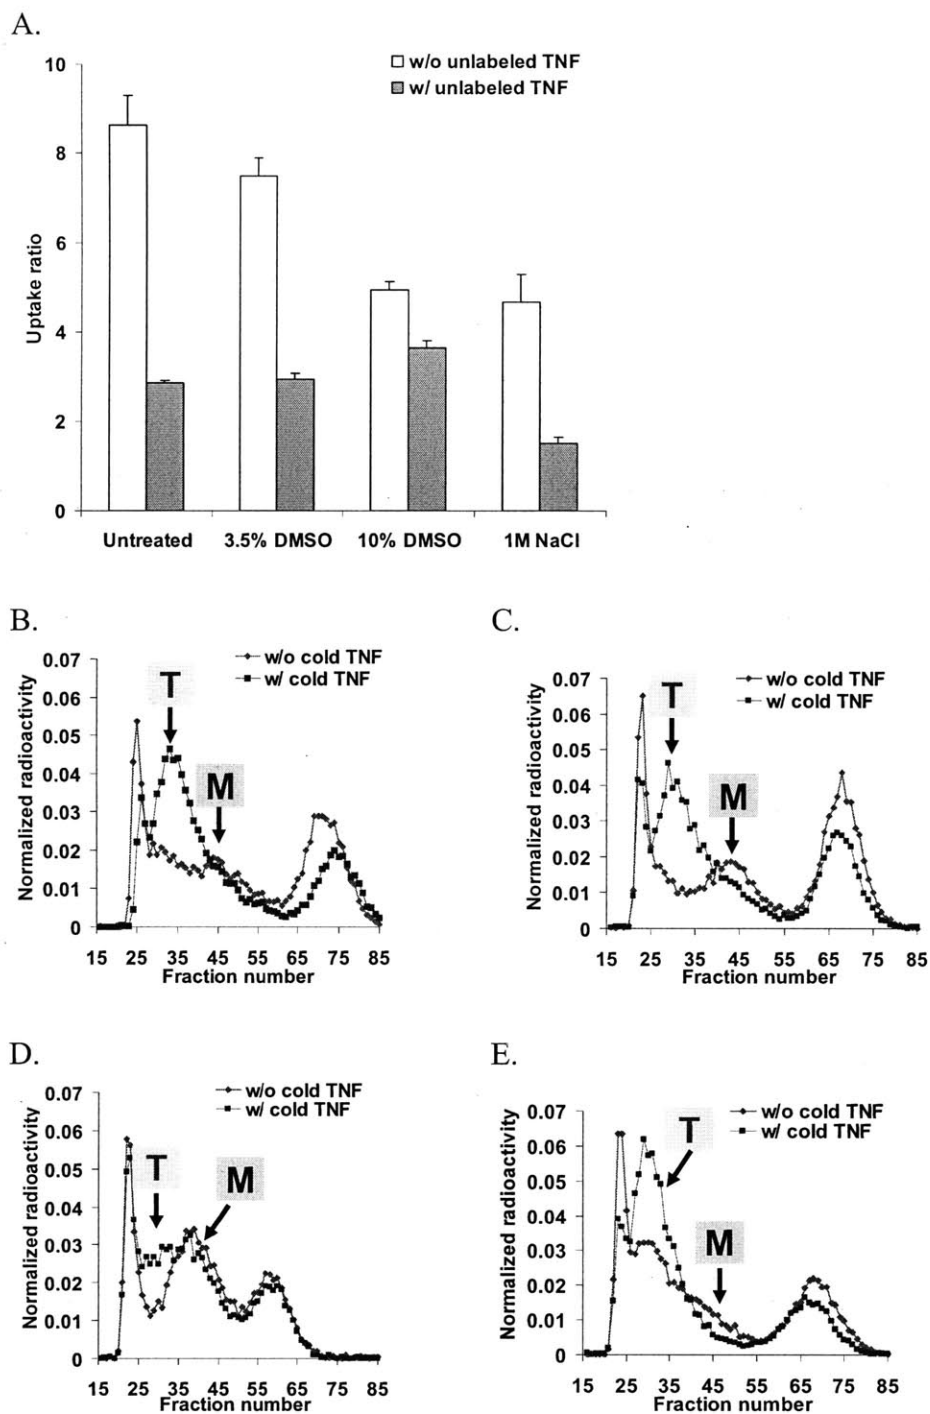 A.
w/o unlabeled TNF
w/ unlabeled TNF
10
8
6
4
2
0
Uptake ratio
Untreated 3.5% DMSO 10% DMSO 1M NaCl
B.
w/o cold TNF
w/ cold TNF
0.07
0.06
0.05
0.04
0.03
0.02
0.01
0
Normalized radioactivity
T
M
15 25 35 45 55 65 75 85
Fraction number
C.
w/o cold TNF
w/ cold TNF
0.07
0.06
0.05
0.04
0.03
0.02
0.01
0
Normalized radioactivity
T
M
15 25 35 45 55 65 75 85
Fraction number
D.
w/o cold TNF
w/ cold TNF
0.07
0.06
0.05
0.04
0.03
0.02
0.01
0
Normalized radioactivity
T
M
15 25 35 45 55 65 75 85
Fraction number
E.
w/o cold TNF
w/ cold TNF
0.07
0.06
0.05
0.04
0.03
0.02
0.01
0
Normalized radioactivity
T
M
15 25 35 45 55 65 75 85
Fraction number